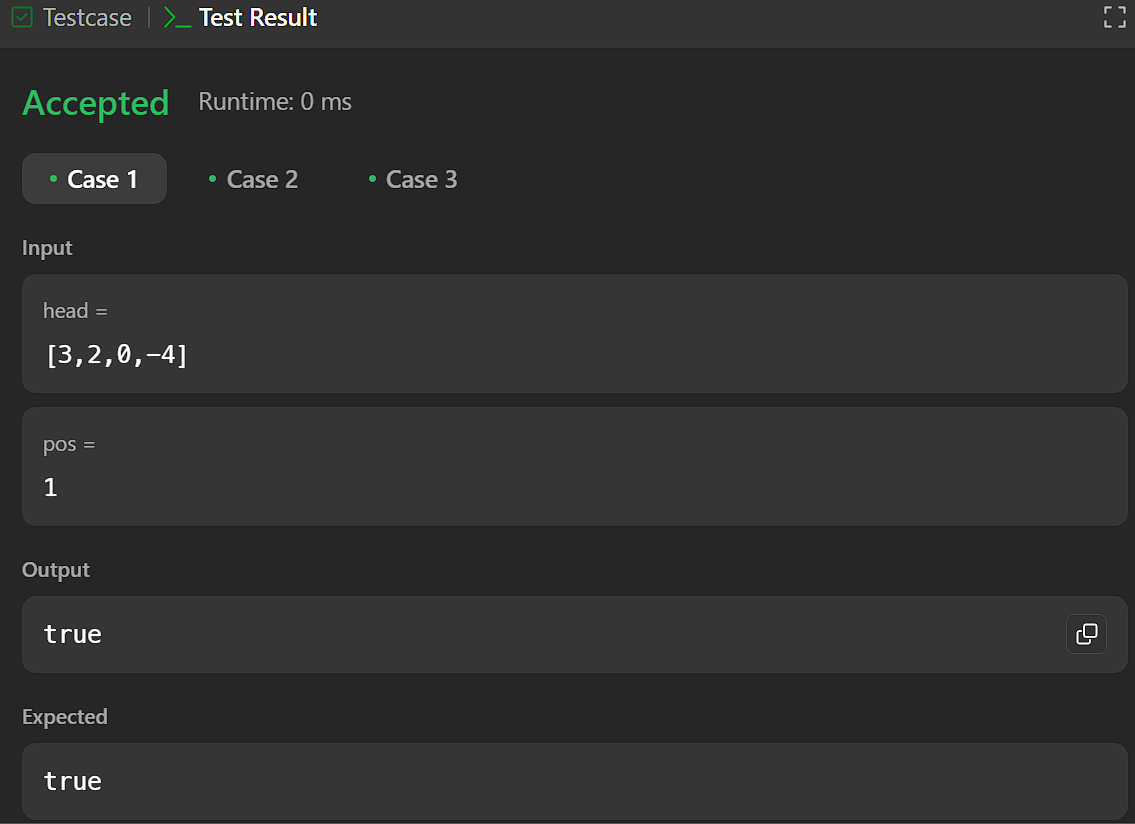 Testcase | >_ Test Result
Accepted Runtime: 0 ms
• Case 1 • Case 2 • Case 3
Input
head =
[3,2,0,-4]
pos =
1
Output
true
Expected
true